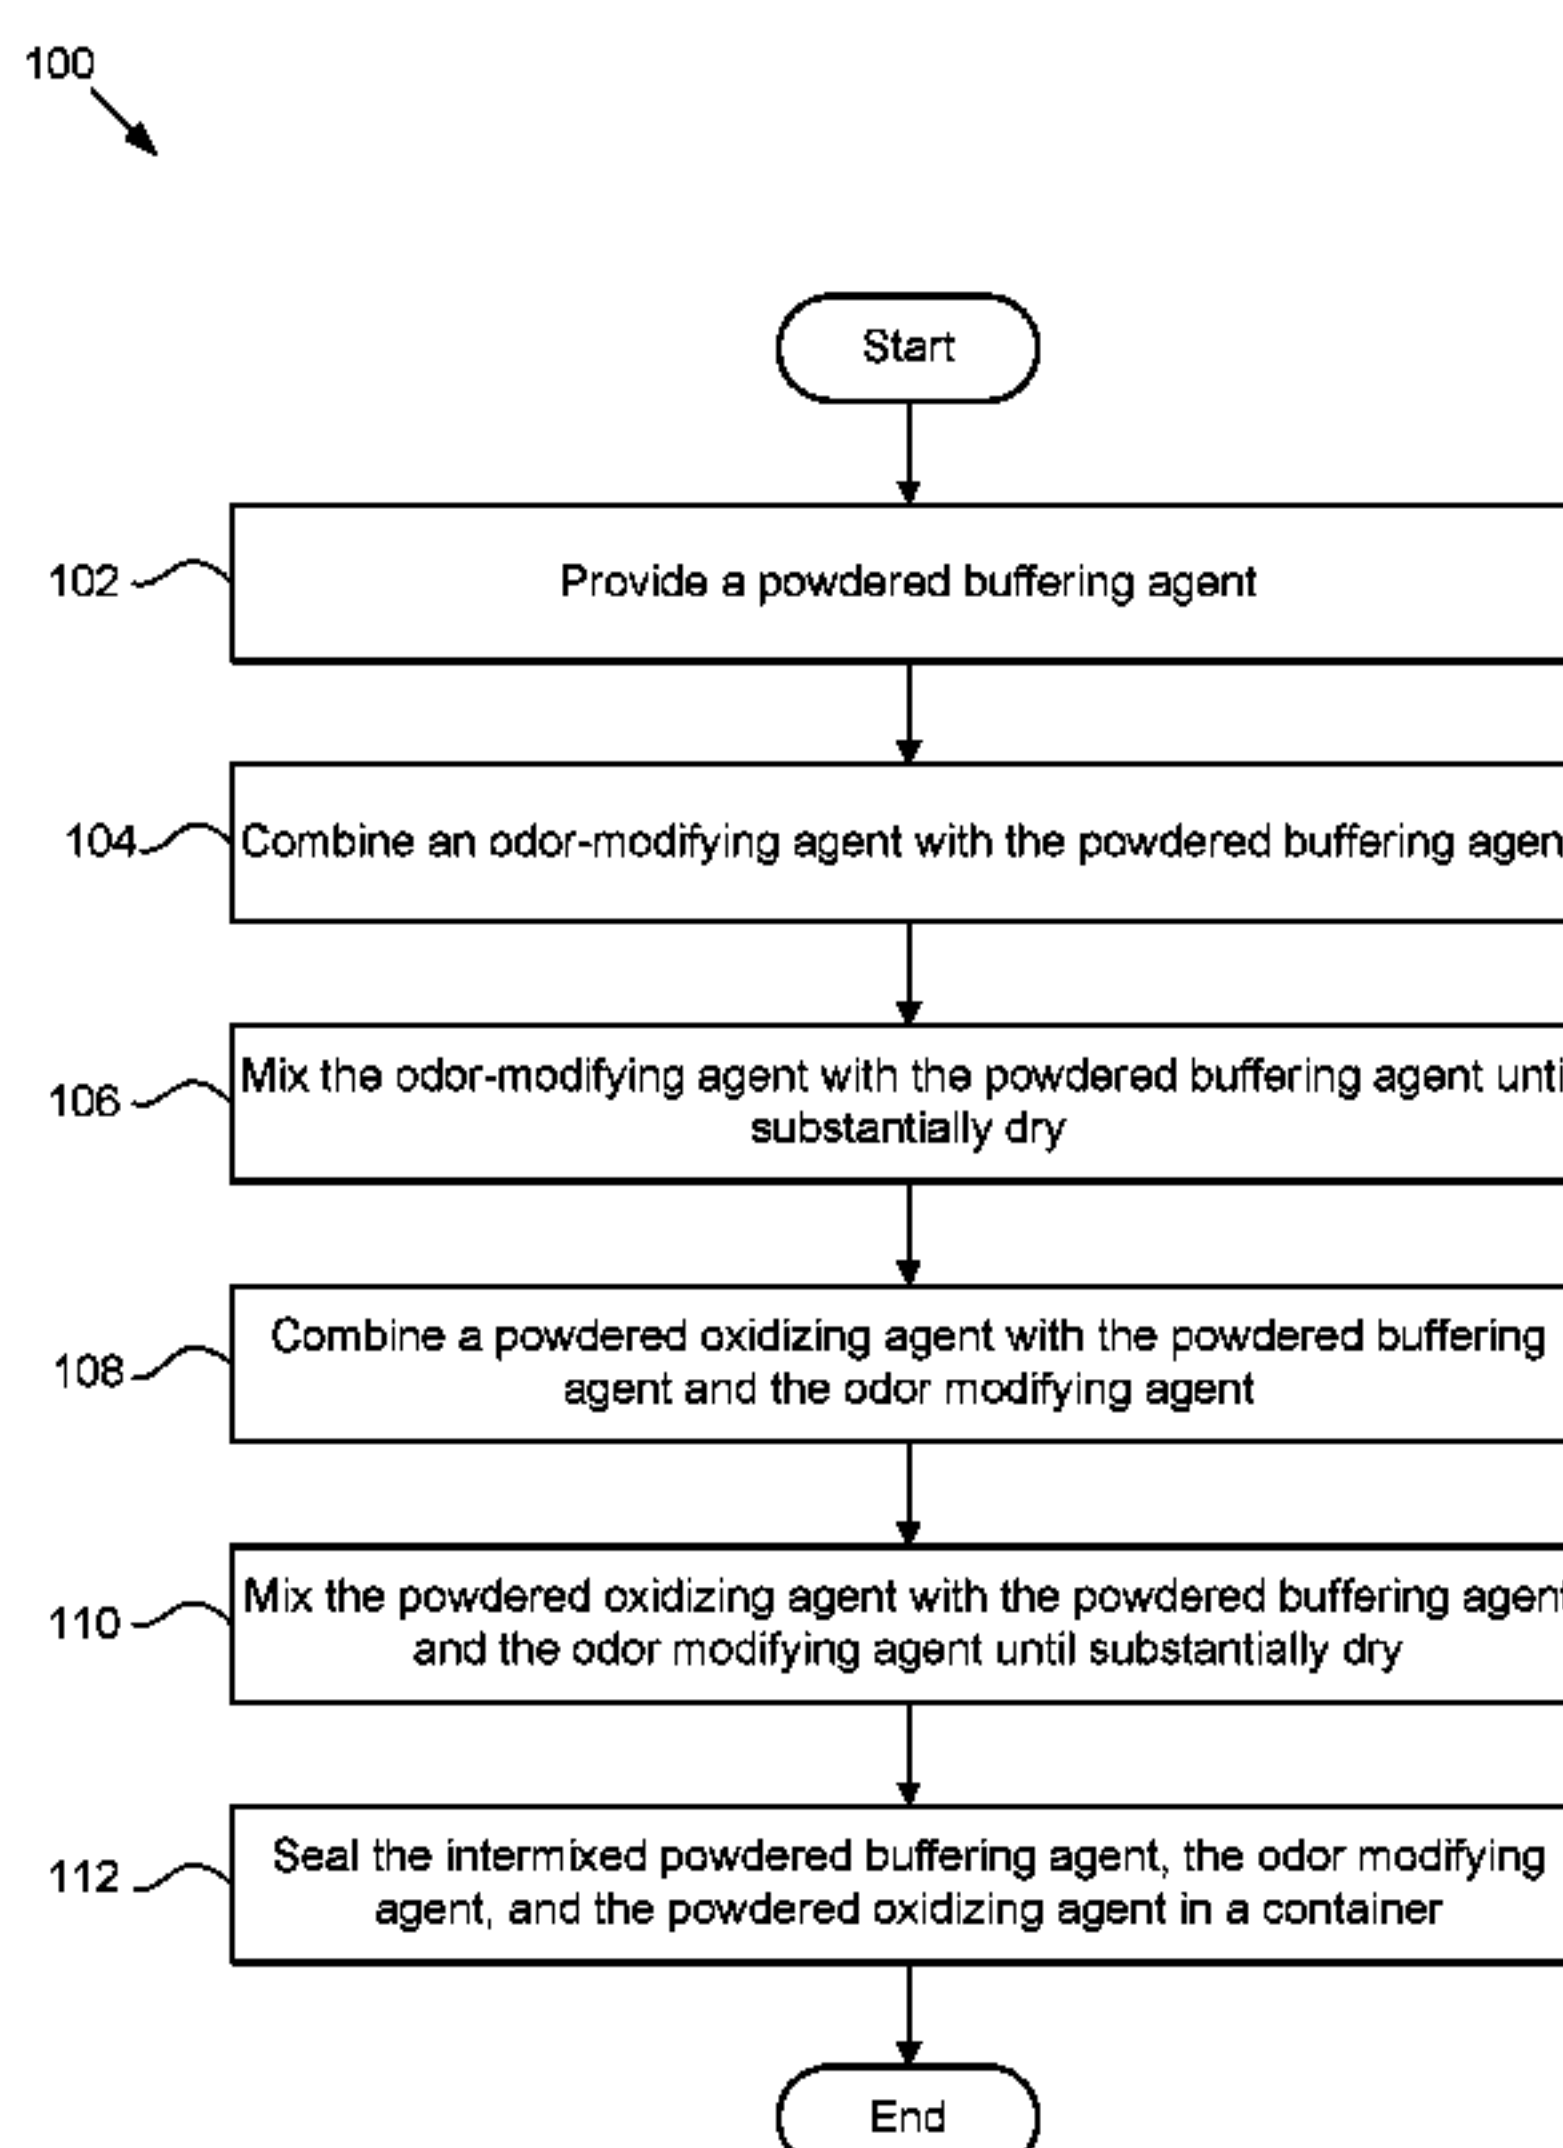 100
Start
102
Provide a powdered buffering agent
104
Combine an odor-modifying agent with the powdered buffering agen
106
Mix the odor-modifying agent with the powdered buffering agent unti
substantially dry
108
Combine a powdered oxidizing agent with the powdered buffering
agent and the odor modifying agent
110
Mix the powdered oxidizing agent with the powdered buffering agent
and the odor modifying agent until substantially dry
112
Seal the intermixed powdered buffering agent, the odor modifying
agent, and the powdered oxidizing agent in a container
End